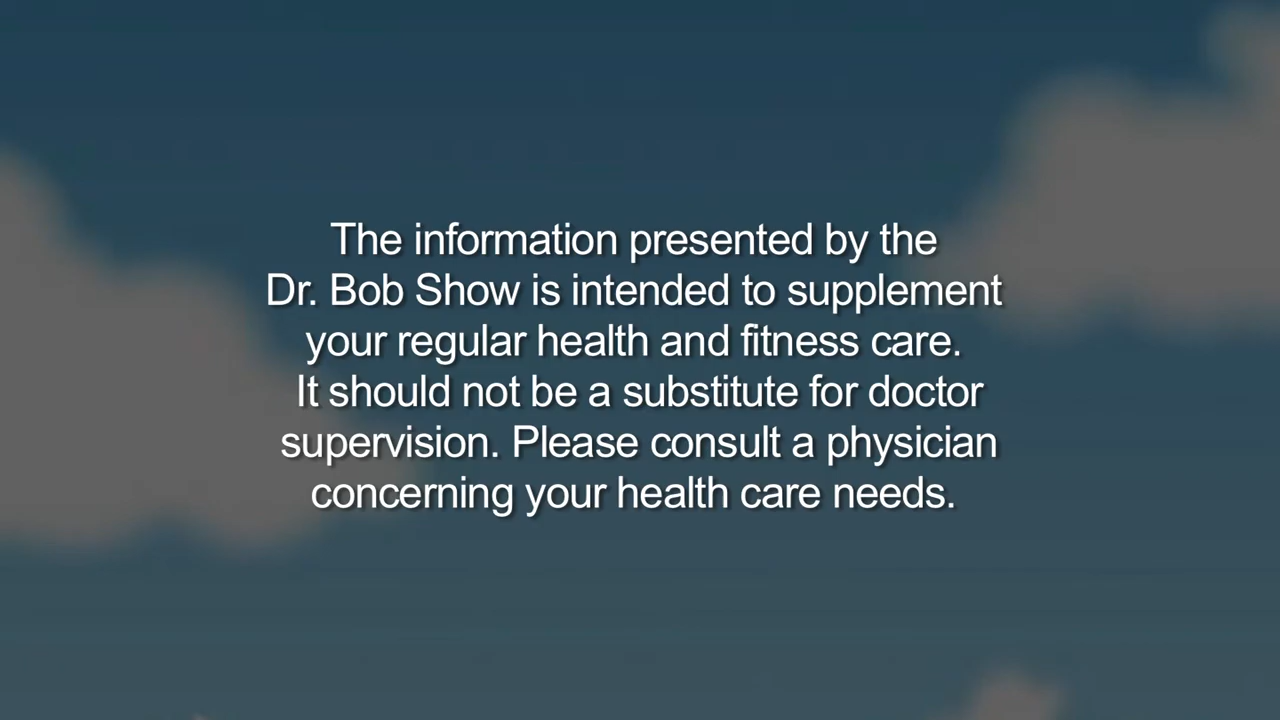 The information presented by the
Dr. Bob Show is intended to supplement
your regular health and fitness care.
It should not be a substitute for doctor
supervision. Please consult a physician
concerning your health care needs.